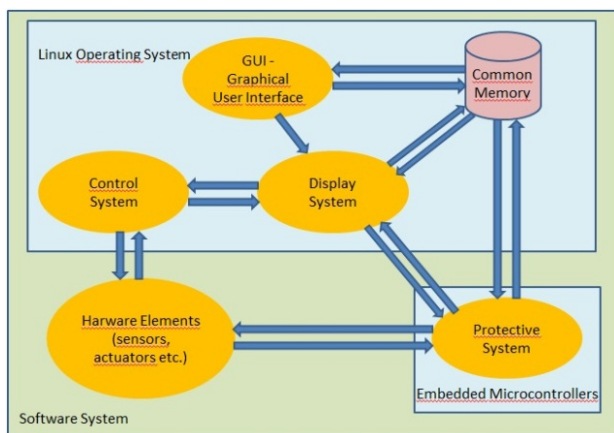 Linux Operating System
GUI -
Graphical
User Interface
Common
Memory
Control
System
Display
System
Harware Elements
(sensors,
actuators etc.)
Protective
System
Embedded Microcontrollers
Software System